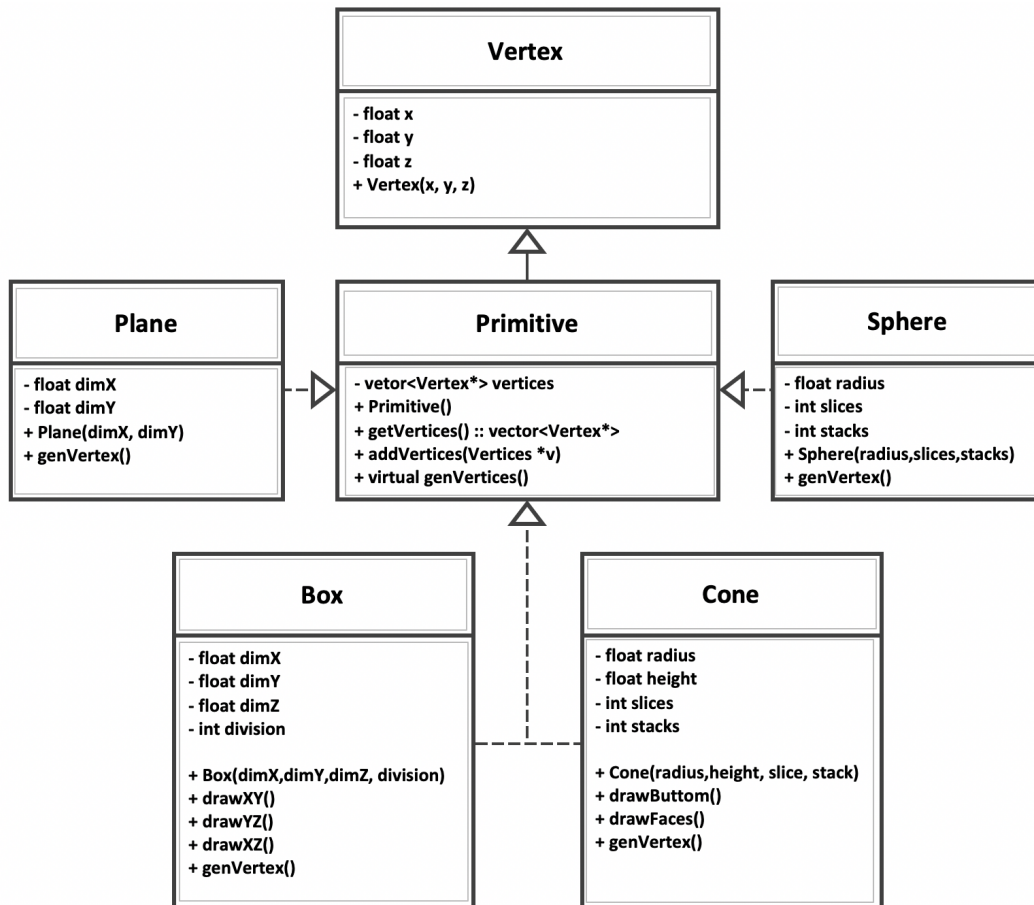 Vertex
- float x
- float y
- float z
+ Vertex(x, y, z)
Plane
- float dimX
- float dimY
+ Plane(dimX, dimY)
+ genVertex()
Primitive
- vetor<Vertex*> vertices
+ Primitive()
+ getVertices() :: vector<Vertex*>
+ addVertices(Vertices *v)
+ virtual genVertices()
Sphere
- float radius
- int slices
- int stacks
+ Sphere(radius,slices,stacks)
+ genVertex()
Box
- float dimX
- float dimY
- float dimZ
- int division
+ Box(dimX,dimY,dimZ, division)
+ drawXY()
+ drawYZ()
+ drawXZ()
+ genVertex()
Cone
- float radius
- float height
- int slices
- int stacks
+ Cone(radius,height, slice, stack)
+ drawButtom()
+ drawFaces()
+ genVertex()